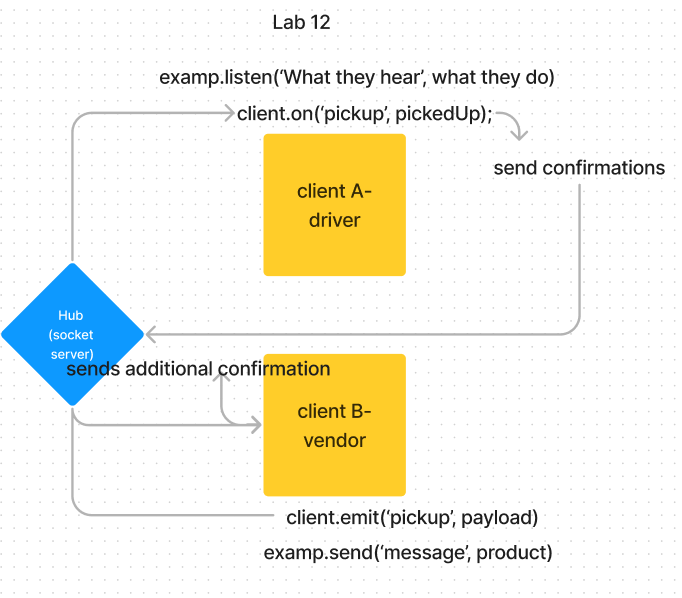 Lab 12
examp.listen(‘What they hear’, what they do)
client.on(‘pickup’, pickedUp);
send confirmations
client A-
driver
Hub
(socket
server)
sends additional confirmation
client B-
vendor
client.emit(‘pickup’, payload)
examp.send(‘message’, product)